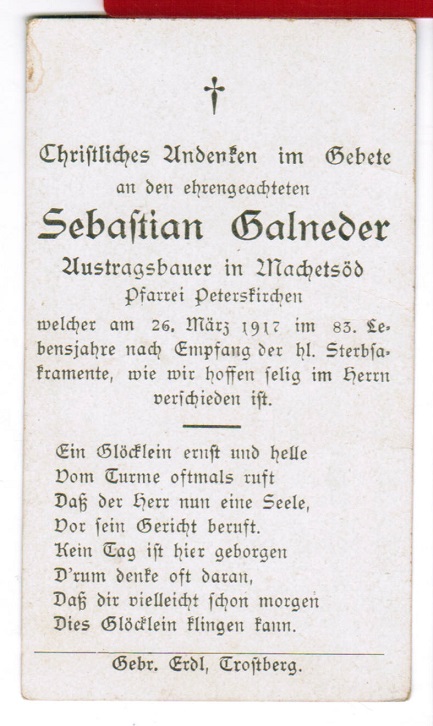 †
Christliches Andenken im Gebete
an den ehrengeachteten
Sebastian Galneder
Austragsbauer in Machetsöd
Pfarrei Peterskirchen
welcher am 26. März 1917 im 83. Le-
bensjahre nach Empfang der hl. Sterbsa-
kramente, wie wir hoffen selig im Herrn
verschieden ist.
Ein Glöcklein ernst und helle
Vom Turme oftmals ruft
Daß der Herr nun eine Seele,
Vor sein Gericht beruft.
Kein Tag ist hier geborgen
D'rum denke oft daran,
Daß dir vielleicht schon morgen
Dies Glöcklein klingen kann.
Gebr. Erdl, Trostberg.